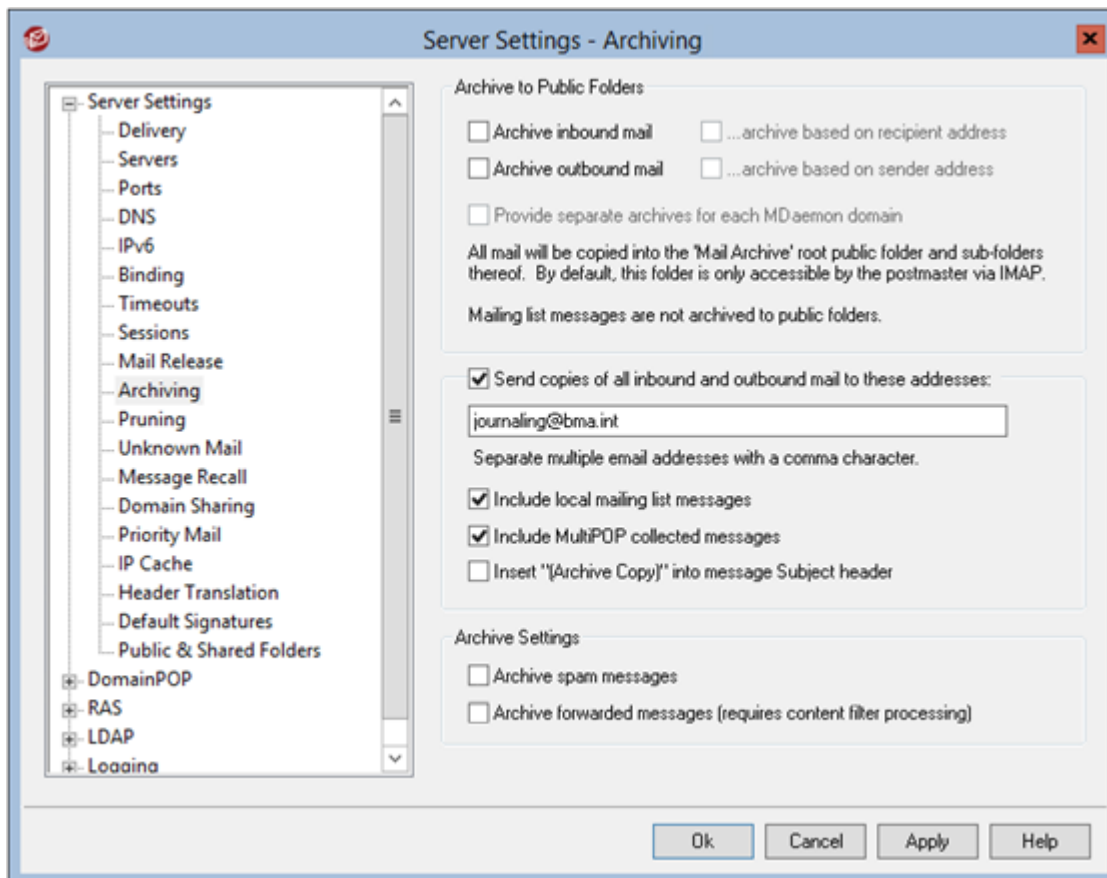 Server Settings - Archiving
Server Settings
Delivery
Servers
Ports
DNS
IPv6
Binding
Timeouts
Sessions
Mail Release
Archiving
Pruning
Unknown Mail
Message Recall
Domain Sharing
Priority Mail
IP Cache
Header Translation
Default Signatures
Public & Shared Folders
DomainPOP
RAS
LDAP
Logging
Archive to Public Folders
Archive inbound mail
...archive based on recipient address
Archive outbound mail
...archive based on sender address
Provide separate archives for each MDaemon domain
All mail will be copied into the 'Mail Archive' root public folder and sub-folders
thereof. By default, this folder is only accessible by the postmaster via IMAP.
Mailing list messages are not archived to public folders.
Send copies of all inbound and outbound mail to these addresses:
journaling@bma.int
Separate multiple email addresses with a comma character.
Include local mailing list messages
Include MultiPOP collected messages
Insert "(Archive Copy)" into message Subject header
Archive Settings
Archive spam messages
Archive forwarded messages (requires content filter processing)
Ok
Cancel
Apply
Help